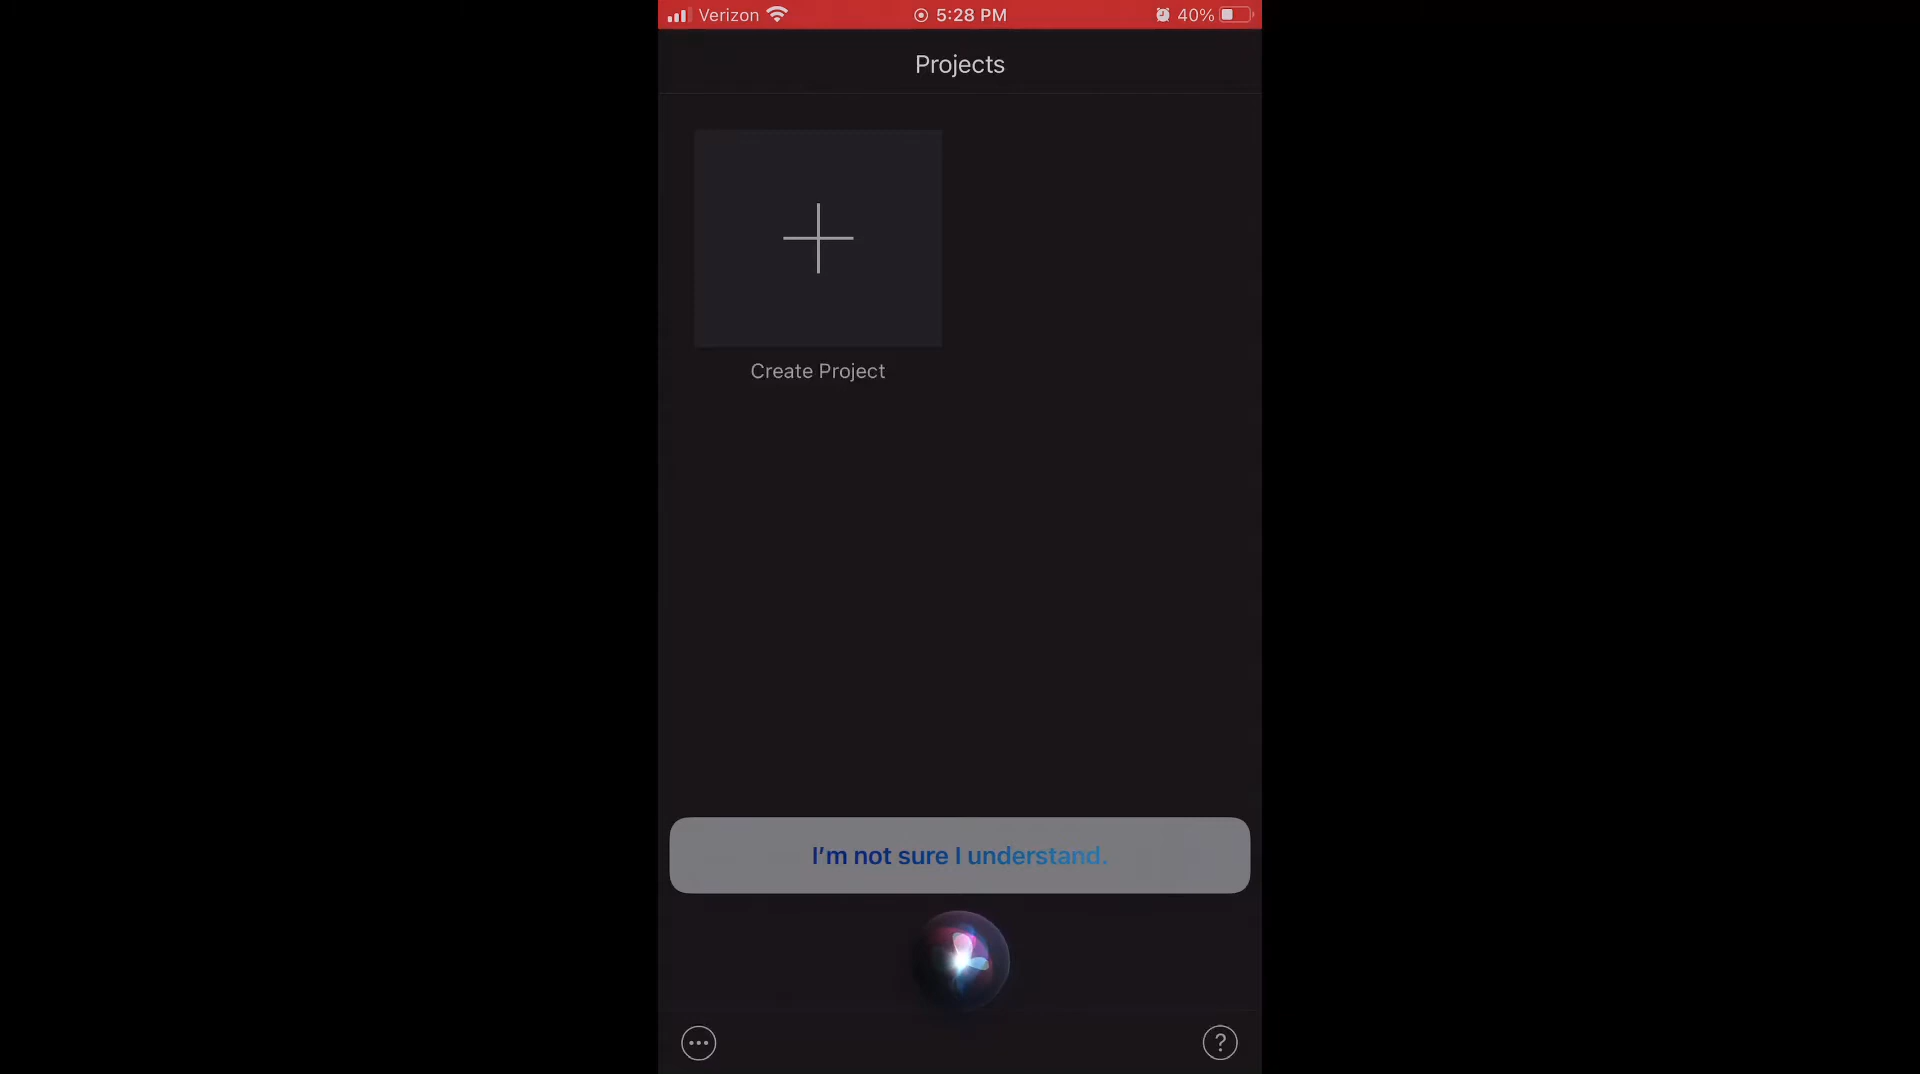 Verizon 5:28 PM 40%
Projects
Create Project
I’m not sure I understand.
?